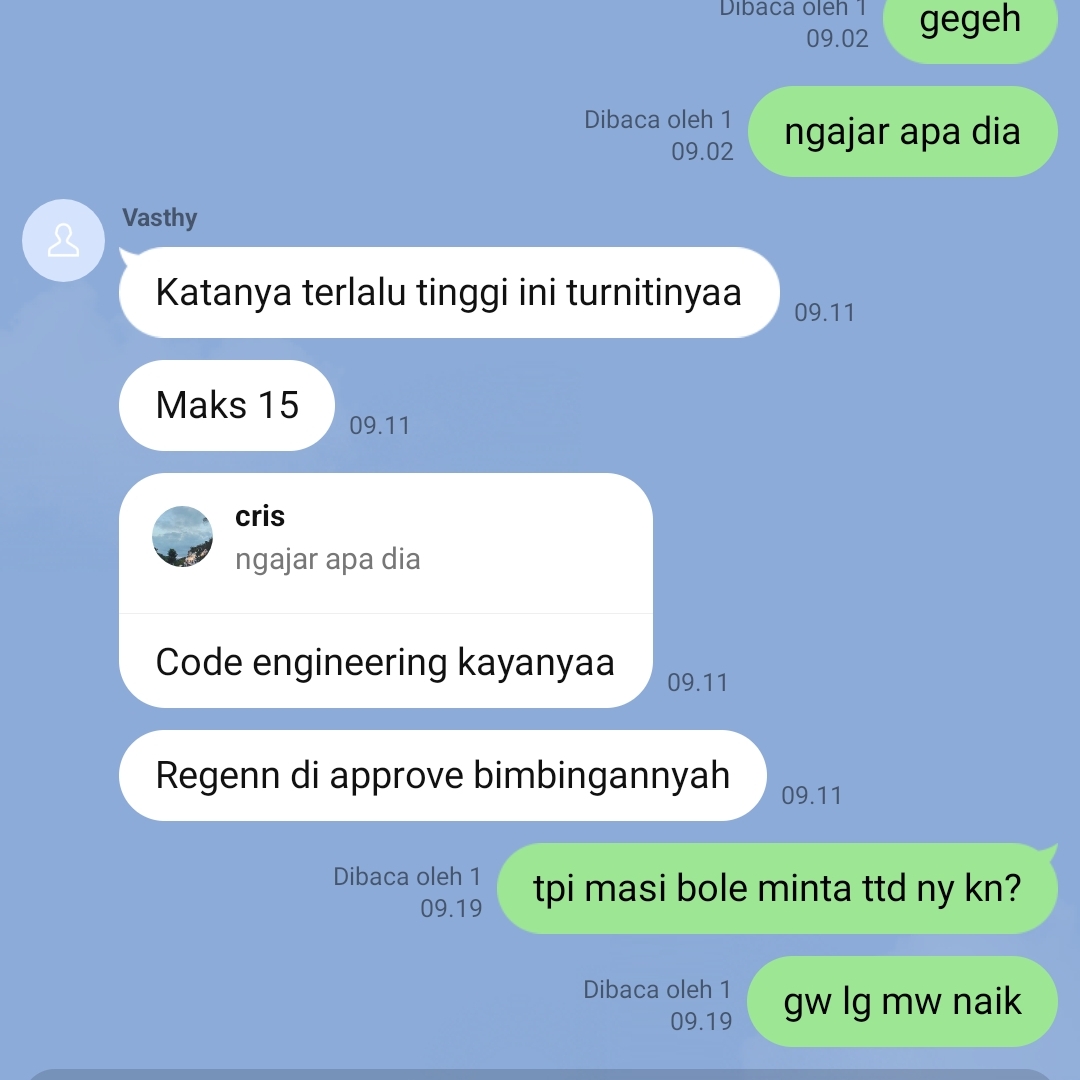 Dibaca oleh 1
09.02
gegeh
Dibaca oleh 1
09.02
ngajar apa dia
Vasthy
Katanya terlalu tinggi ini turnitinyaa
09.11
Maks 15
09.11
cris
ngajar apa dia
Code engineering kayanyaa
09.11
Regenn di approve bimbingannyah
09.11
Dibaca oleh 1
09.19
tpi masi bole minta ttd ny kn?
Dibaca oleh 1
09.19
gw lg mw naik